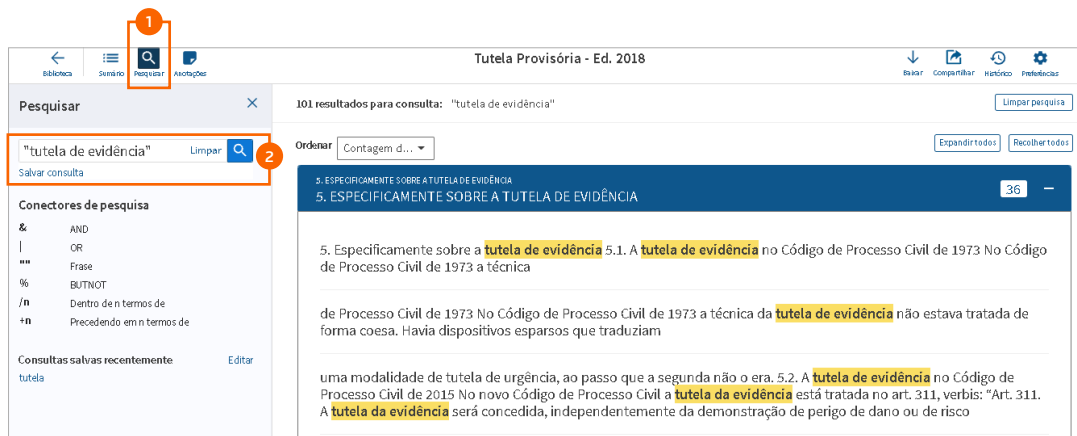 1
Biblioteca Sumário Pesquisar Anotações Tutela Provisória - Ed. 2018 Baixar Compartilhar Histórico Preferências
Pesquisar
"tutela de evidência" Limpar 2
Salvar consulta
Conectores de pesquisa
& AND
| OR
"" Frase
% BUTNOT
/n Dentro de n termos de
+n Precedendo em n termos de
Consultas salvas recentemente Editar
tutela
101 resultados para consulta: "tutela de evidência" Limpar pesquisa
Ordenar Contagem d... Expandir todos Recolher todos
5. ESPECIFICAMENTE SOBRE A TUTELA DE EVIDÊNCIA
5. ESPECIFICAMENTE SOBRE A TUTELA DE EVIDÊNCIA 36
5. Especificamente sobre a tutela de evidência 5.1. A tutela de evidência no Código de Processo Civil de 1973 No Código
de Processo Civil de 1973 a técnica
de Processo Civil de 1973 No Código de Processo Civil de 1973 a técnica da tutela de evidência não estava tratada de
forma coesa. Havia dispositivos esparsos que traduziam
uma modalidade de tutela de urgência, ao passo que a segunda não o era. 5.2. A tutela de evidência no Código de
Processo Civil de 2015 No novo Código de Processo Civil a tutela da evidência está tratada no art. 311, verbis: “Art. 311.
A tutela da evidência será concedida, independentemente da demonstração de perigo de dano ou de risco